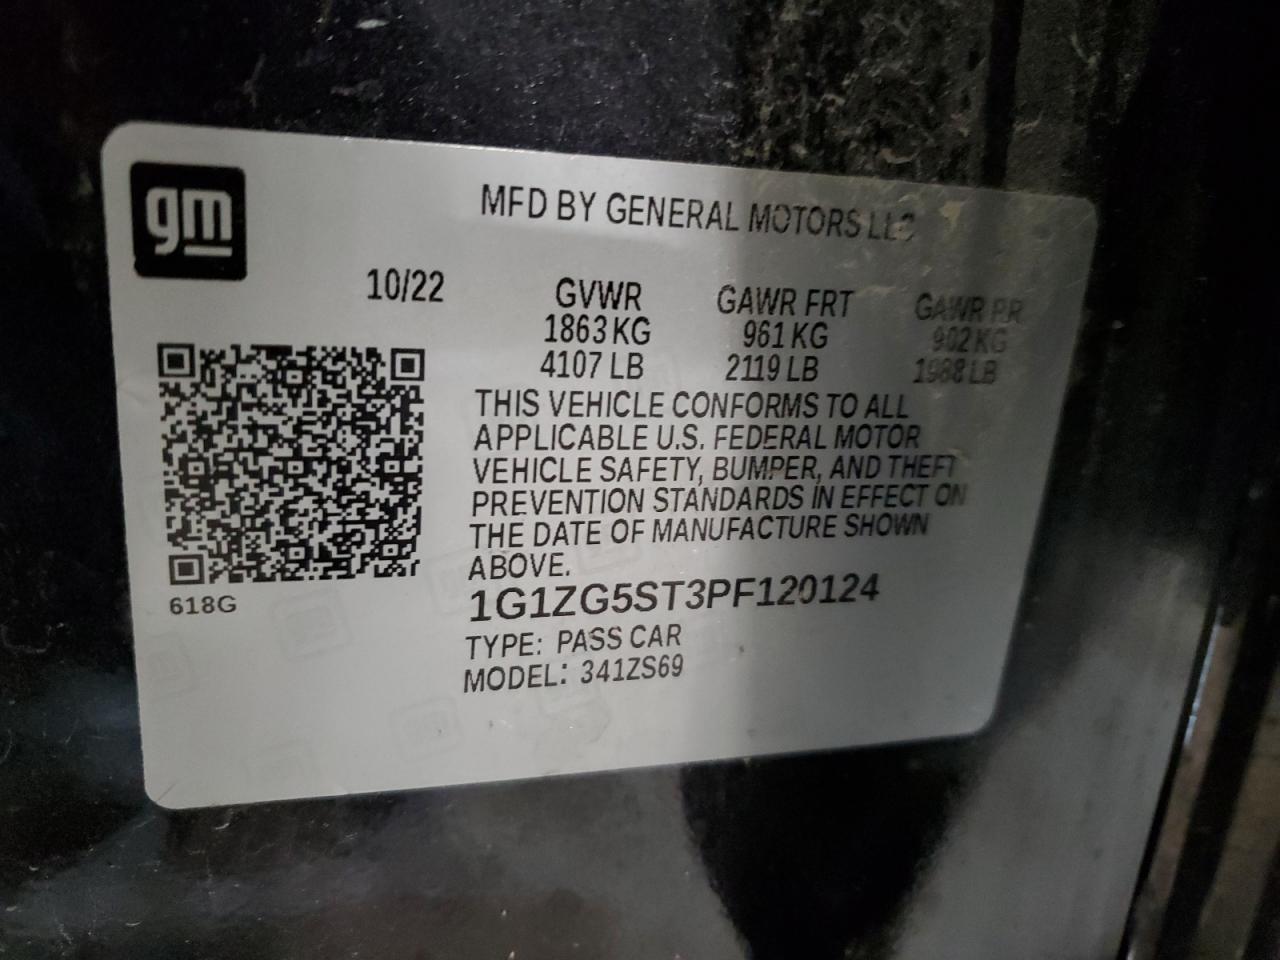 gm
MFD BY GENERAL MOTORS LLC
10/22
GVWR GAWR FRT GAWR RR
1863 KG 961 KG 902 KG
4107 LB 2119 LB 1988 LB
THIS VEHICLE CONFORMS TO ALL
APPLICABLE U.S. FEDERAL MOTOR
VEHICLE SAFETY, BUMPER, AND THEFT
PREVENTION STANDARDS IN EFFECT ON
THE DATE OF MANUFACTURE SHOWN
ABOVE.
618G
1G1ZG5ST3PF120124
TYPE: PASS CAR
MODEL: 341ZS69